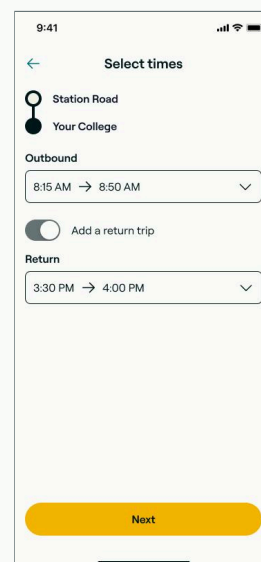 9:41
Select times
Station Road
Your College
Outbound
8:15 AM → 8:50 AM
Add a return trip
Return
3:30 PM → 4:00 PM
Next